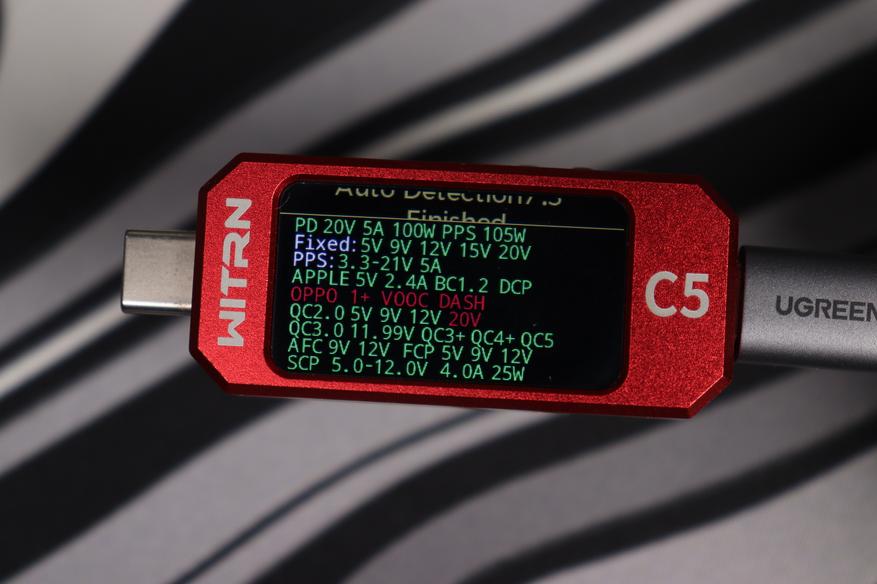 WITRN
Auto Detection7.5
Finished
PD 20V 5A 100W PPS 105W
Fixed:5V 9V 12V 15V 20V
PPS:3.3-21V 5A
APPLE 5V 2.4A BC1.2 DCP
OPPO 1+ VOOC DASH
QC2.0 5V 9V 12V 20V
QC3.0 11.99V QC3+ QC4+ QC5
AFC 9V 12V FCP 5V 9V 12V
SCP 5.0-12.0V 4.0A 25W
C5
UGREEN